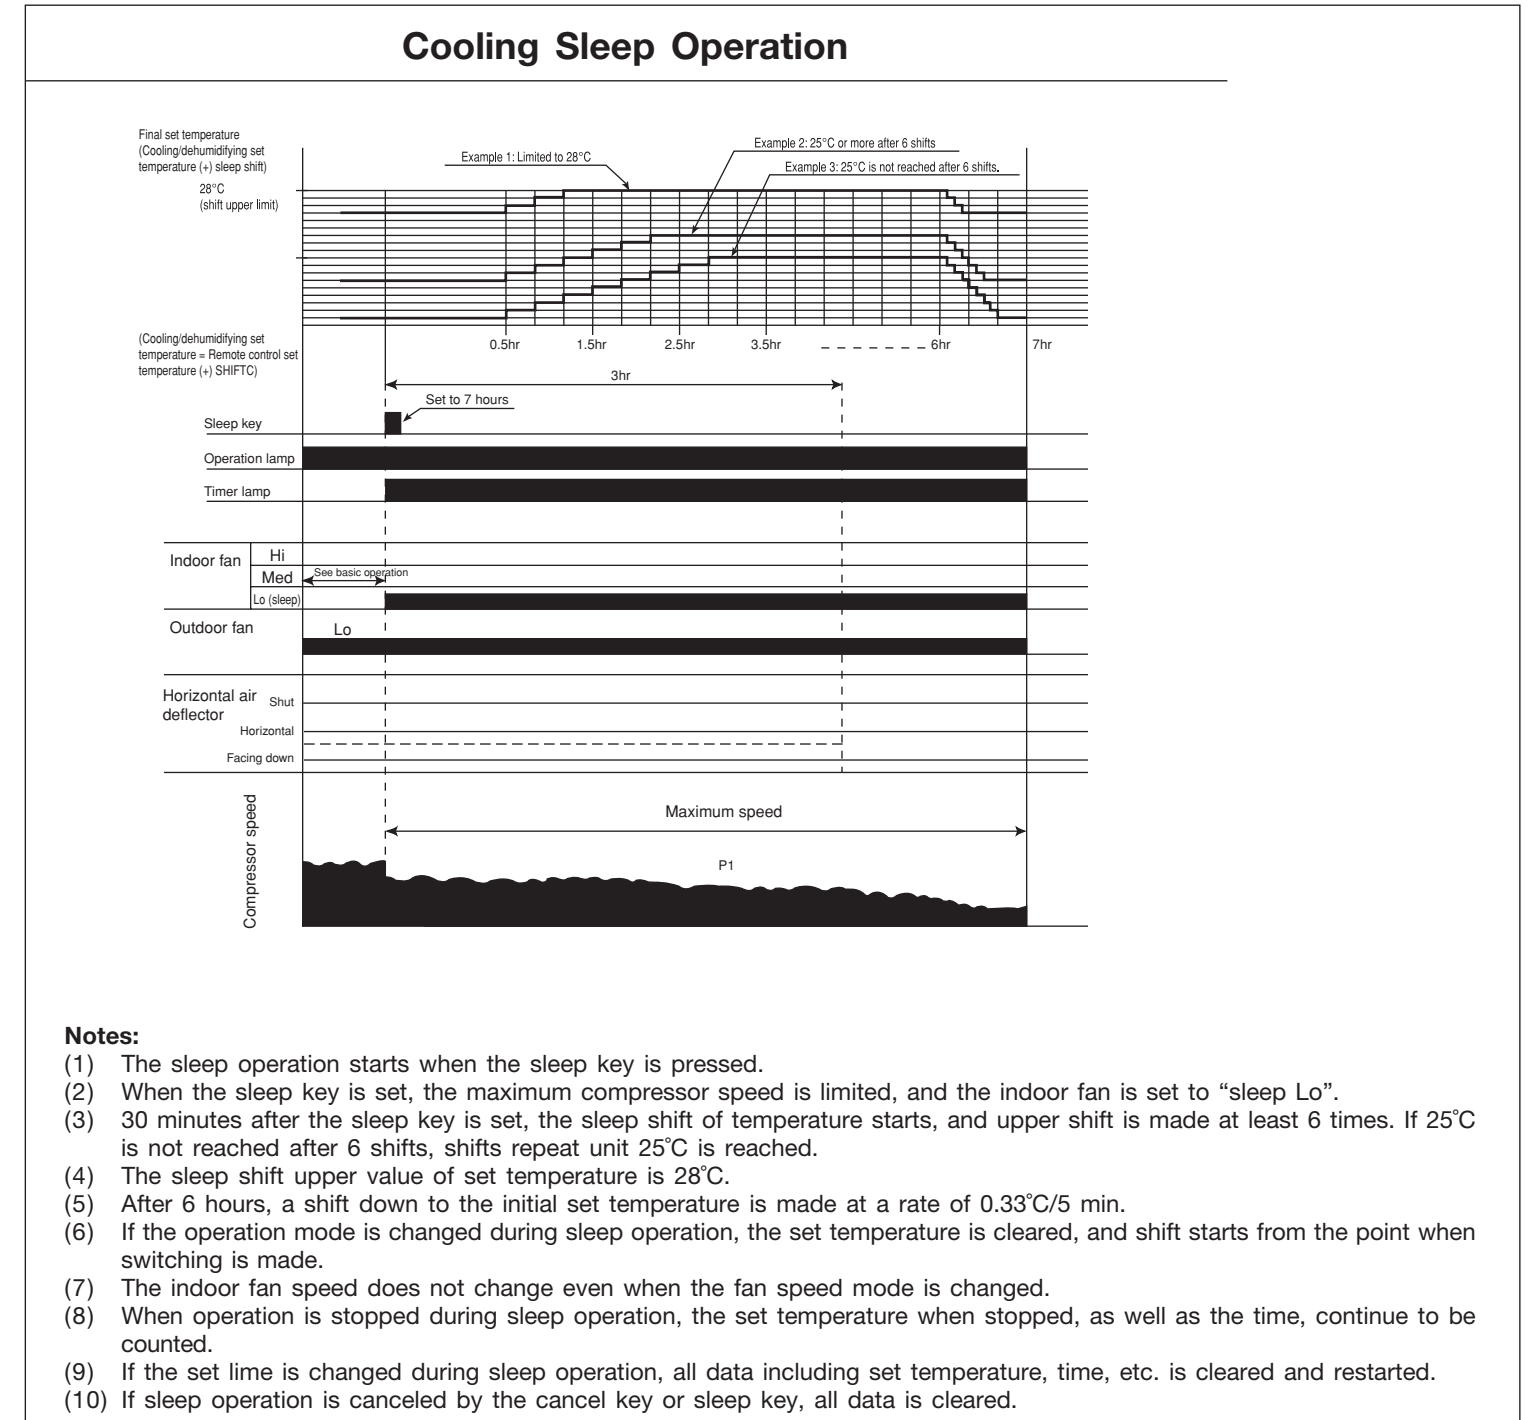 Cooling Sleep Operation
Final set temperature
(Cooling/dehumidifying set
temperature (+) sleep shift)
28°C
(shift upper limit)
Example 1: Limited to 28°C
Example 2: 25°C or more after 6 shifts
Example 3: 25°C is not reached after 6 shifts.
(Cooling/dehumidifying set
temperature = Remote control set
temperature (+) SHIFTC)
0.5hr 1.5hr 2.5hr 3.5hr 6hr 7hr
3hr
Set to 7 hours
Sleep key
Operation lamp
Timer lamp
Indoor fan
Hi
Med
See basic operation
Lo (sleep)
Outdoor fan
Lo
Horizontal air
deflector
Shut
Horizontal
Facing down
Compressor speed
Maximum speed
P1
Notes:
(1) The sleep operation starts when the sleep key is pressed.
(2) When the sleep key is set, the maximum compressor speed is limited, and the indoor fan is set to “sleep Lo”.
(3) 30 minutes after the sleep key is set, the sleep shift of temperature starts, and upper shift is made at least 6 times. If 25°C
is not reached after 6 shifts, shifts repeat unit 25°C is reached.
(4) The sleep shift upper value of set temperature is 28°C.
(5) After 6 hours, a shift down to the initial set temperature is made at a rate of 0.33°C/5 min.
(6) If the operation mode is changed during sleep operation, the set temperature is cleared, and shift starts from the point when
switching is made.
(7) The indoor fan speed does not change even when the fan speed mode is changed.
(8) When operation is stopped during sleep operation, the set temperature when stopped, as well as the time, continue to be
counted.
(9) If the set lime is changed during sleep operation, all data including set temperature, time, etc. is cleared and restarted.
(10) If sleep operation is canceled by the cancel key or sleep key, all data is cleared.